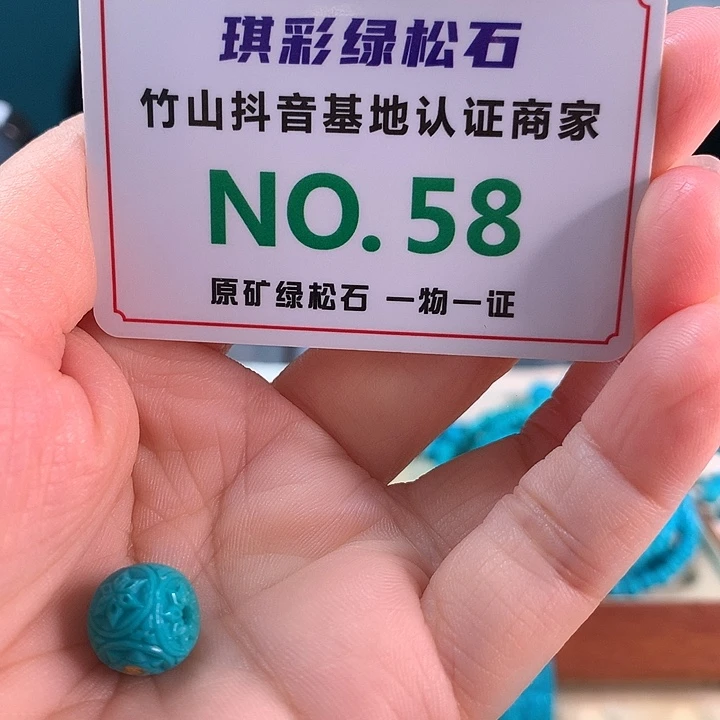 琪彩绿松石
竹山抖音基地认证商家
NO. 58
原矿绿松石 一物一证